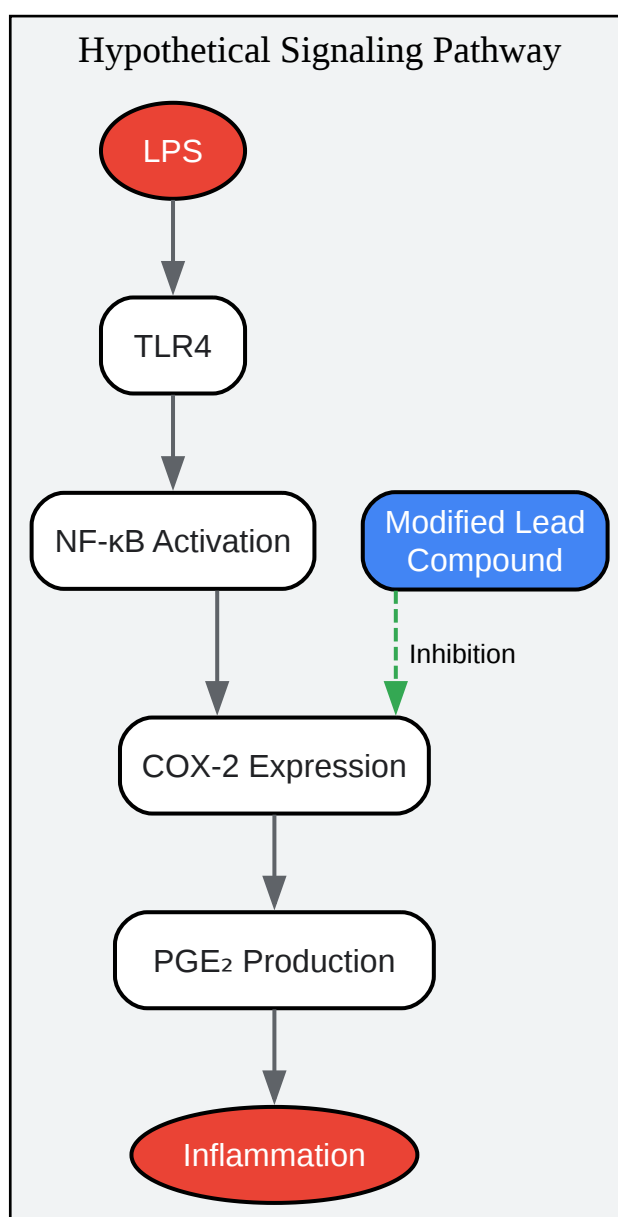 Hypothetical Signaling Pathway
LPS
TLR4
NF-κB Activation
Modified Lead
Compound
Inhibition
COX-2 Expression
PGE₂ Production
Inflammation